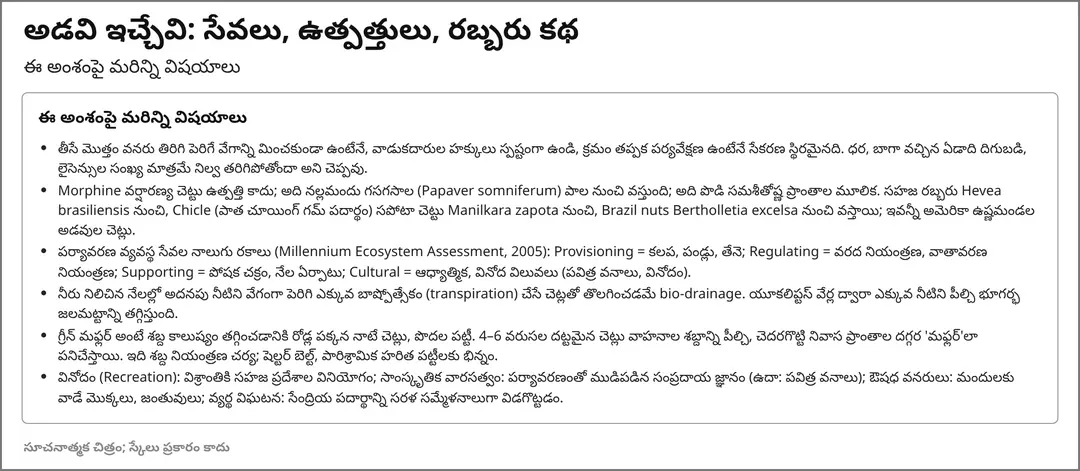 అడవి ఇచ్చేవి: సేవలు, ఉత్పత్తులు, రబ్బరు కథ
ఈ అంశంపై మరిన్ని విషయాలు
ఈ అంశంపై మరిన్ని విషయాలు
• తీసే మొత్తం వనరు తిరిగి పెరిగే వేగాన్ని మించకుండా ఉంటేనే, వాడుకదారుల హక్కులు స్పష్టంగా ఉండి, క్రమం తప్పక పర్యవేక్షణ ఉంటేనే సేకరణ స్థిరమైనది. ధర, బాగా వచ్చిన ఏడాది దిగుబడి,
లైసెన్సుల సంఖ్య మాత్రమే నిల్వ తరిగిపోతోందా అని చెప్పవు.
• Morphine వర్షారణ్య చెట్టు ఉత్పత్తి కాదు; అది నల్లమందు గసగసాల (Papaver somniferum) పాల నుంచి వస్తుంది; అది పొడి సమశీతోష్ణ ప్రాంతాల మూలిక. సహజ రబ్బరు Hevea
brasiliensis నుంచి, Chicle (పాత చూయింగ్ గమ్ పదార్థం) సపోటా చెట్టు Manilkara zapota నుంచి, Brazil nuts Bertholletia excelsa నుంచి వస్తాయి; ఇవన్నీ అమెరికా ఉష్ణమండల
అడవుల చెట్లు.
• పర్యావరణ వ్యవస్థ సేవల నాలుగు రకాలు (Millennium Ecosystem Assessment, 2005): Provisioning = కలప, పండ్లు, తేనె; Regulating = వరద నియంత్రణ, వాతావరణ
నియంత్రణ; Supporting = పోషక చక్రం, నేల ఏర్పాటు; Cultural = ఆధ్యాత్మిక, వినోద విలువలు (పవిత్ర వనాలు, వినోదం).
• నీరు నిలిచిన నేలల్లో అదనపు నీటిని వేగంగా పెరిగి ఎక్కువ బాష్పోత్సేకం (transpiration) చేసే చెట్లతో తొలగించడమే bio-drainage. యూకలిప్టస్ వేర్ల ద్వారా ఎక్కువ నీటిని పీల్చి భూగర్భ
జలమట్టాన్ని తగ్గిస్తుంది.
• గ్రీన్ మఫ్లర్ అంటే శబ్ద కాలుష్యం తగ్గించడానికి రోడ్ల పక్కన నాటే చెట్లు, పొదల పట్టీ. 4–6 వరుసల దట్టమైన చెట్లు వాహనాల శబ్దాన్ని పీల్చి, చెదరగొట్టి నివాస ప్రాంతాల దగ్గర 'మఫ్లర్'లా
పనిచేస్తాయి. ఇది శబ్ద నియంత్రణ చర్య; షెల్టర్ బెల్ట్, పారిశ్రామిక హరిత పట్టీలకు భిన్నం.
• వినోదం (Recreation): విశ్రాంతికి సహజ ప్రదేశాల వినియోగం; సాంస్కృతిక వారసత్వం: పర్యావరణంతో ముడిపడిన సంప్రదాయ జ్ఞానం (ఉదా: పవిత్ర వనాలు); ఔషధ వనరులు: మందులకు
వాడే మొక్కలు, జంతువులు; వ్యర్థ విఘటన: సేంద్రియ పదార్థాన్ని సరళ సమ్మేళనాలుగా విడగొట్టడం.
సూచనాత్మక చిత్రం; స్కేలు ప్రకారం కాదు